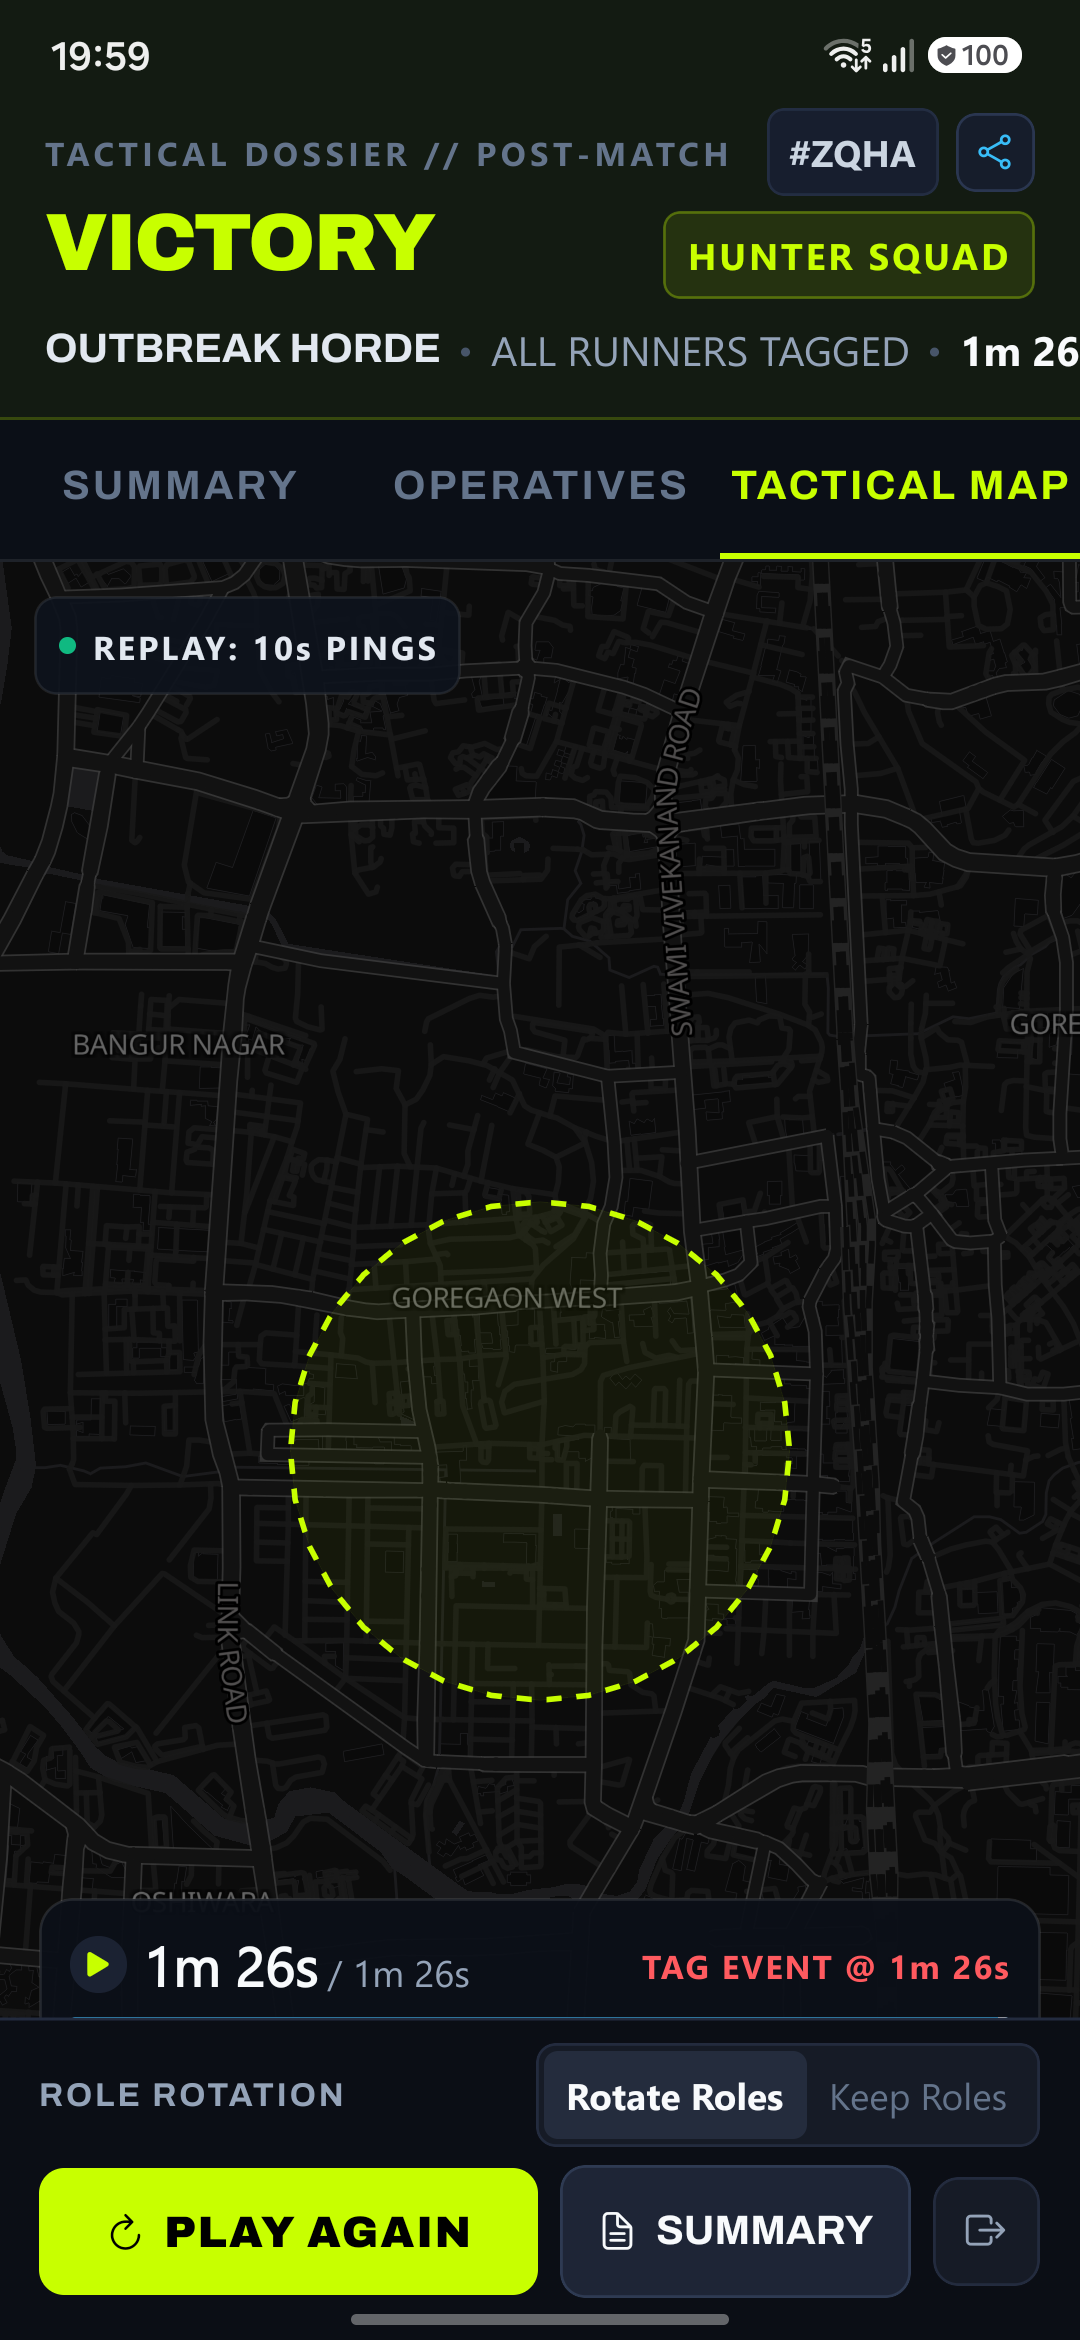 19:59
5
100
TACTICAL DOSSIER // POST-MATCH
#ZQHA
VICTORY
HUNTER SQUAD
OUTBREAK HORDE • ALL RUNNERS TAGGED • 1m 26
SUMMARY
OPERATIVES
TACTICAL MAP
REPLAY: 10s PINGS
SWAMI VIVEKANAND ROAD
BANGUR NAGAR
GORE
GOREGAON WEST
LINK ROAD
OSHIWARA
1m 26s / 1m 26s
TAG EVENT @ 1m 26s
ROLE ROTATION
Rotate Roles
Keep Roles
PLAY AGAIN
SUMMARY